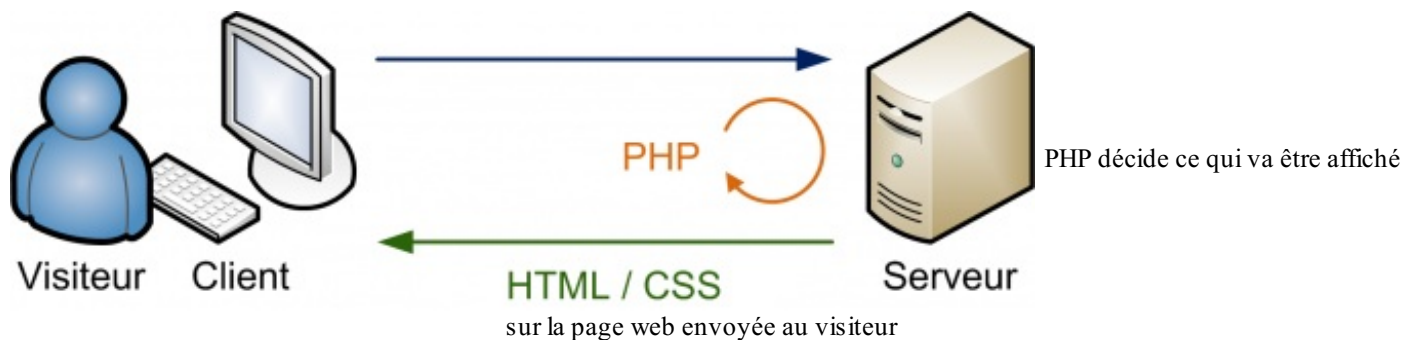 PHP
PHP décide ce qui va être affiché
Visiteur
Client
Serveur
HTML / CSS
sur la page web envoyée au visiteur